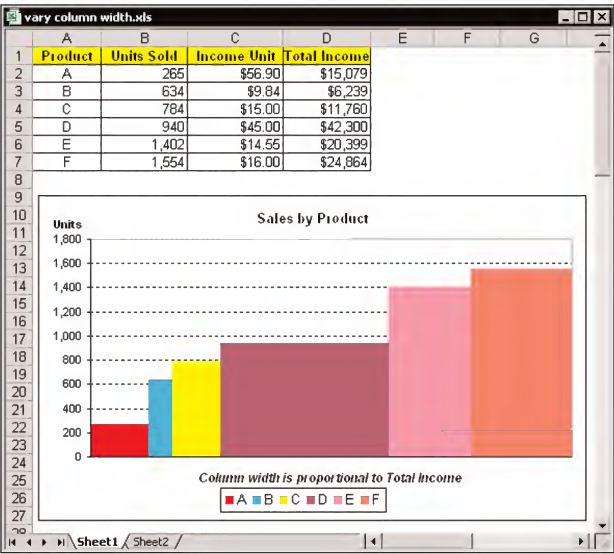 vary column width.xls
A B C D E F G
1 Product Units Sold Income Unit Total Income
2 A 265 $56.90 $15,079
3 B 634 $9.84 $6,239
4 C 784 $15.00 $11,760
5 D 940 $45.00 $42,300
6 E 1,402 $14.55 $20,399
7 F 1,554 $16.00 $24,864
8
9
10
11
12
13
14
15
16
17
18
19
20
21
22
23
24
25
26
27
Sales by Product
Units
1,800
1,600
1,400
1,200
1,000
800
600
400
200
0
Column width is proportional to Total Income
A B C D E F
Sheet1 Sheet2